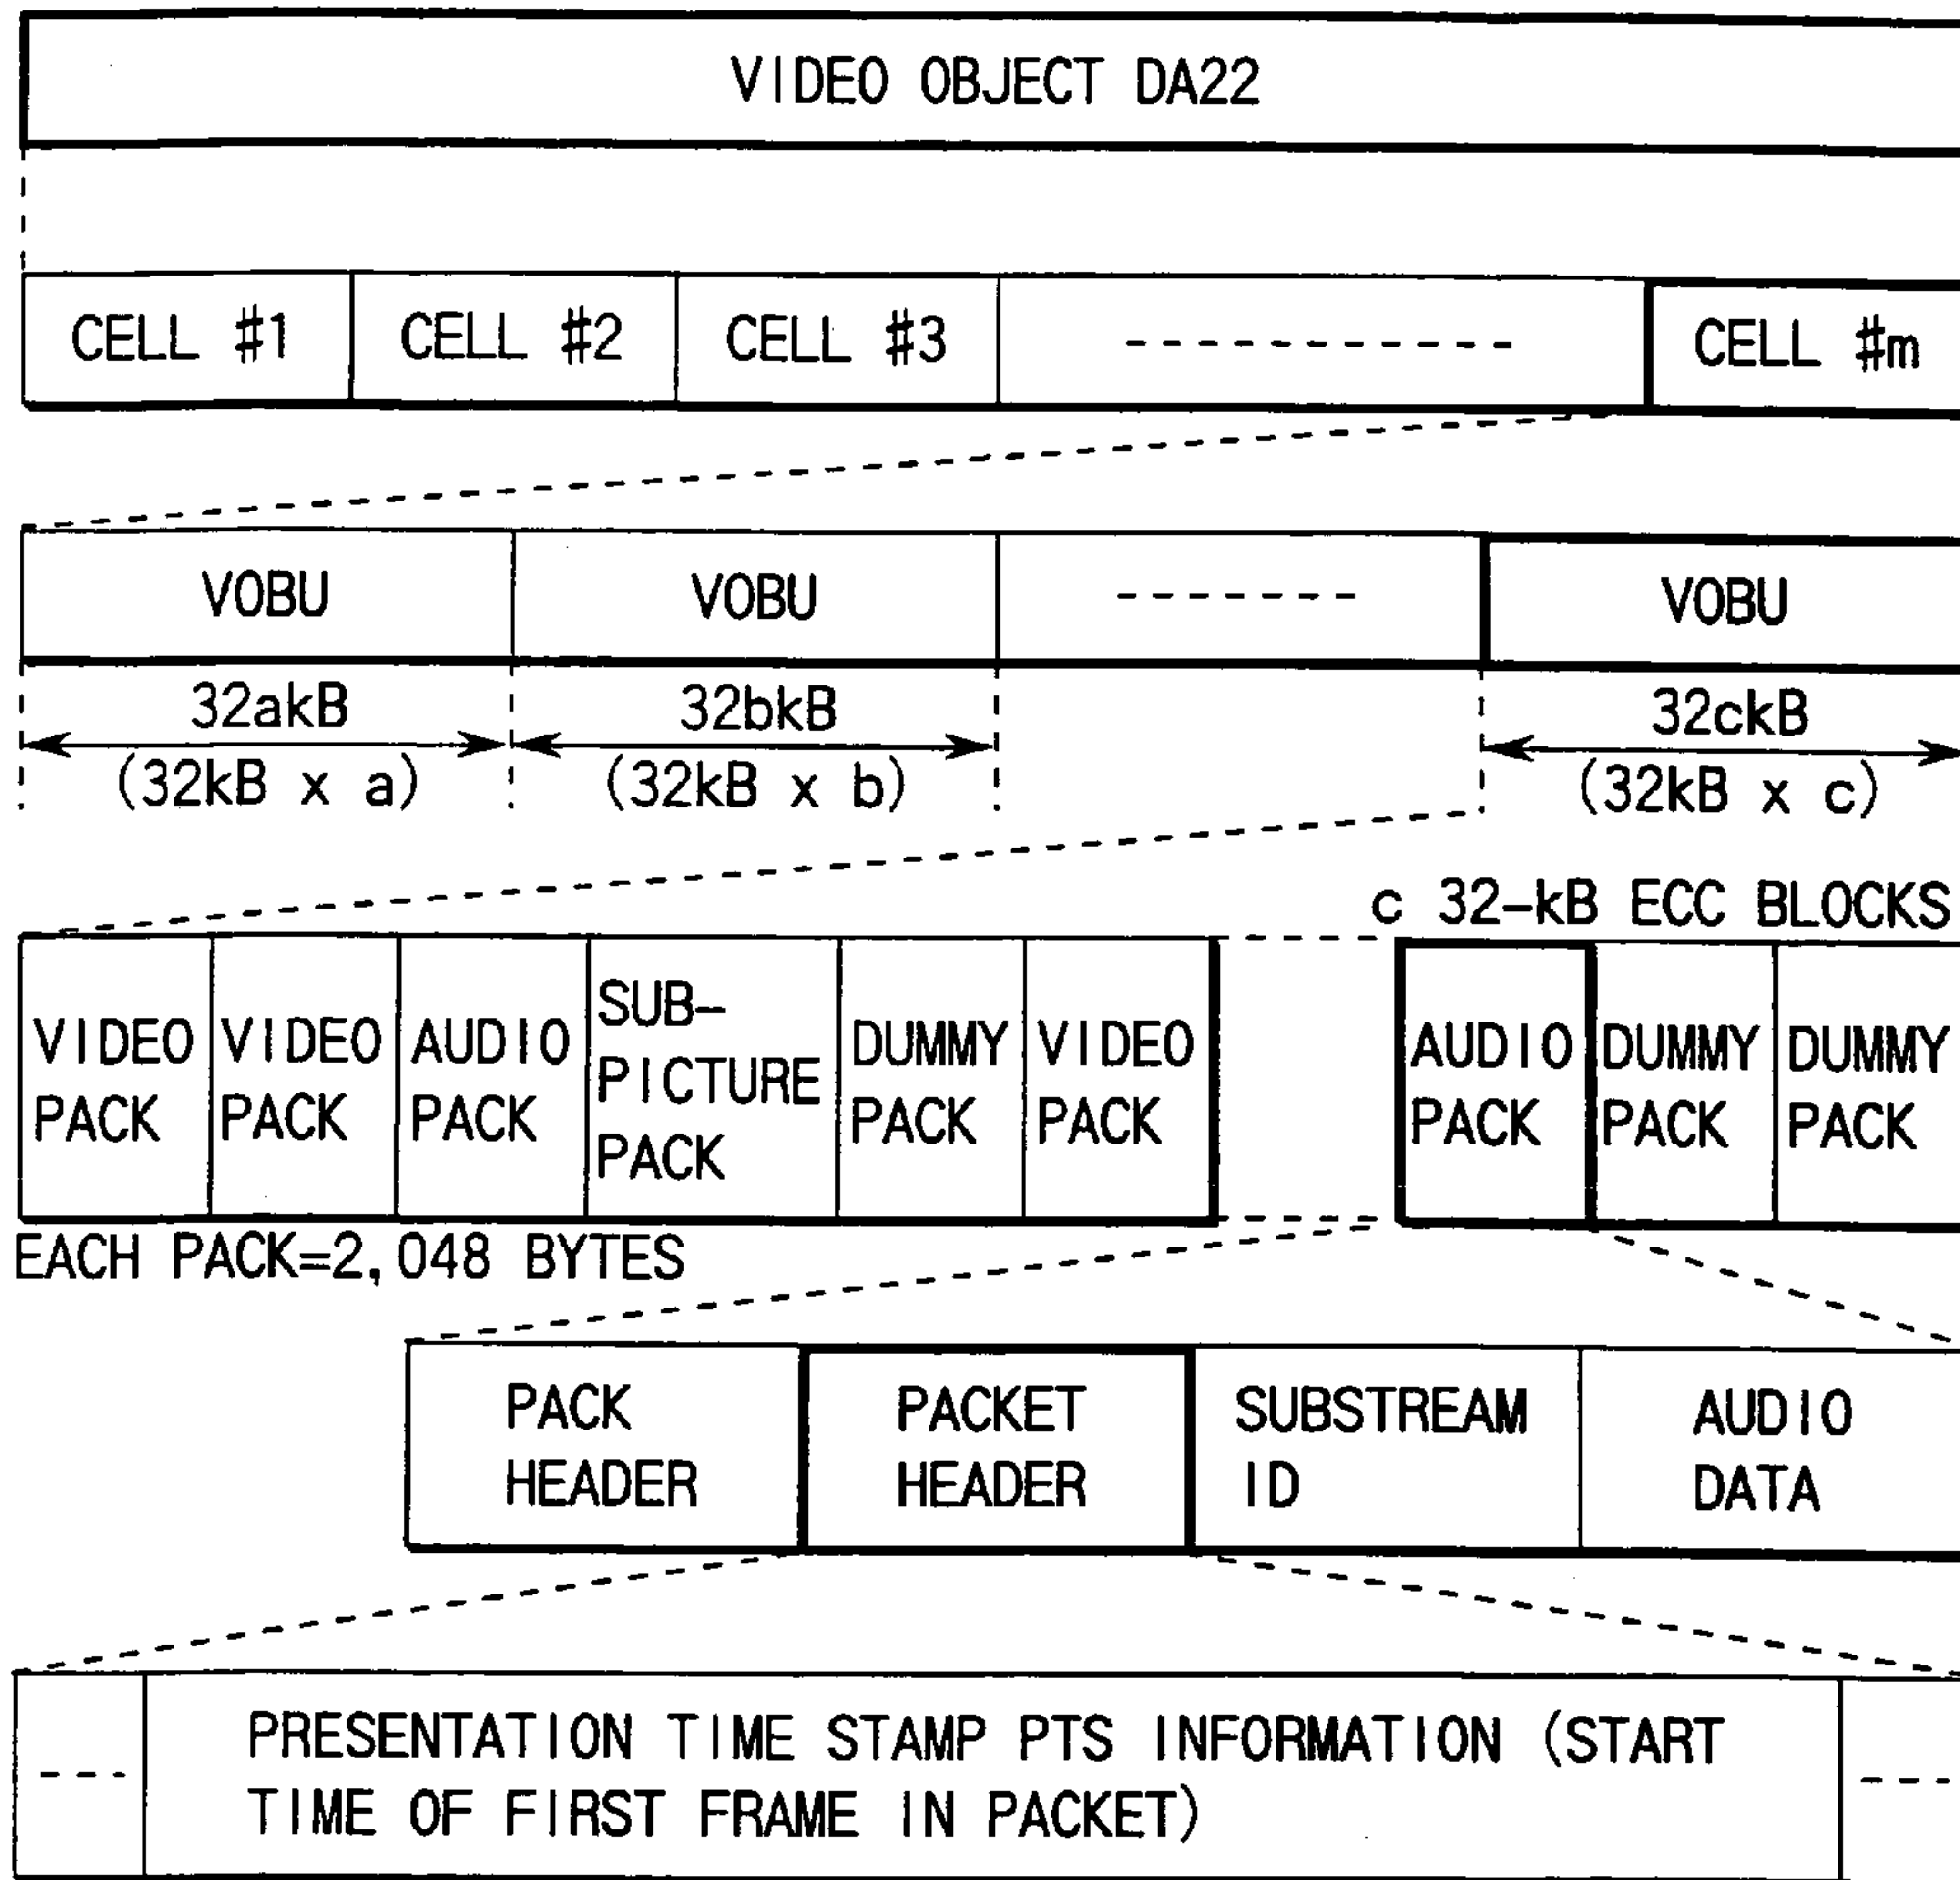 VIDEO OBJECT DA22
CELL #1 CELL #2 CELL #3 CELL #m
VOBU VOBU VOBU
32akB 32bkB 32ckB
(32kB x a) (32kB x b) (32kB x c)
c 32-kB ECC BLOCKS
VIDEO PACK
VIDEO PACK
AUDIO PACK
SUB-
PICTURE
PACK
DUMMY PACK
VIDEO PACK
AUDIO PACK
DUMMY PACK
DUMMY PACK
EACH PACK=2,048 BYTES
PACK
HEADER
PACKET
HEADER
SUBSTREAM
ID
AUDIO
DATA
PRESENTATION TIME STAMP PTS INFORMATION (START
TIME OF FIRST FRAME IN PACKET)